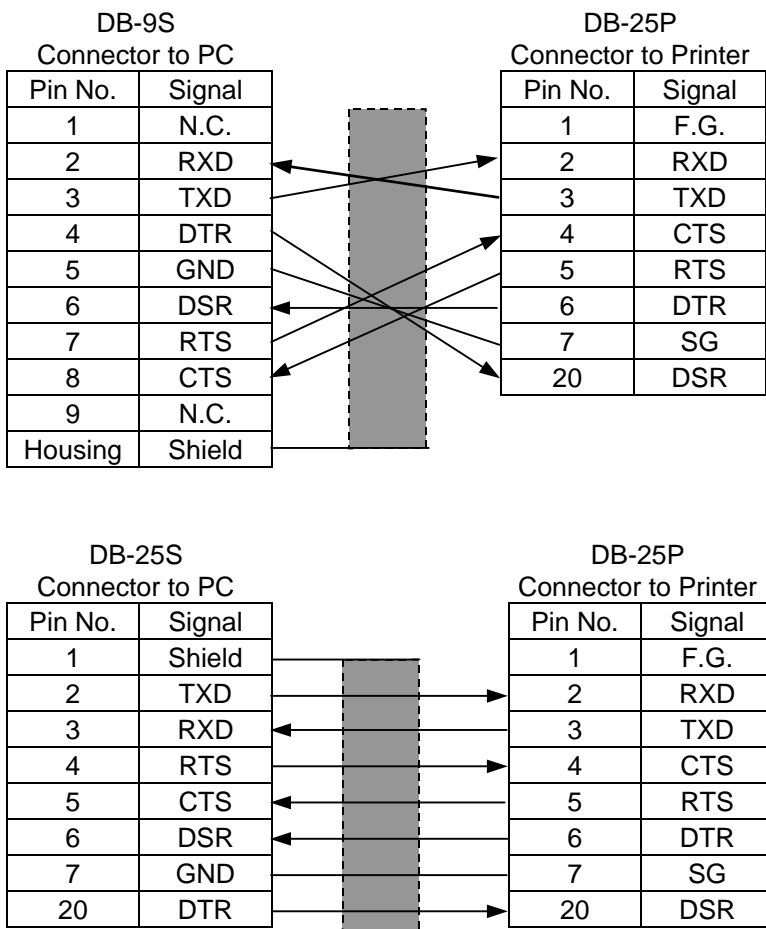 DB-9S DB-25P
Connector to PC Connector to Printer
Pin No. Signal Pin No. Signal
1 N.C. 1 F.G.
2 RXD 2 RXD
3 TXD 3 TXD
4 DTR 4 CTS
5 GND 5 RTS
6 DSR 6 DTR
7 RTS 7 SG
8 CTS 20 DSR
9 N.C.
Housing Shield
DB-25S DB-25P
Connector to PC Connector to Printer
Pin No. Signal Pin No. Signal
1 Shield 1 F.G.
2 TXD 2 RXD
3 RXD 3 TXD
4 RTS 4 CTS
5 CTS 5 RTS
6 DSR 6 DTR
7 GND 7 SG
20 DTR 20 DSR